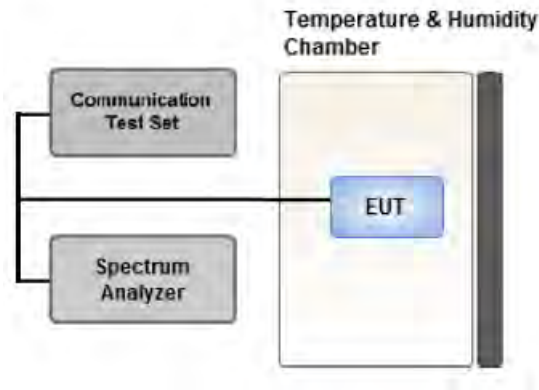 Temperature & Humidity
Chamber
Communication
Test Set
EUT
Spectrum
Analyzer